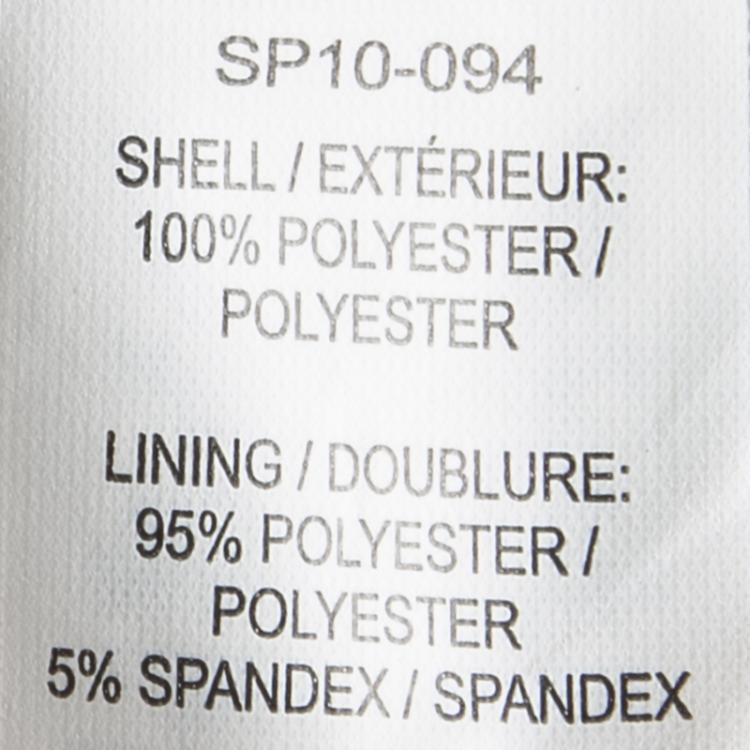 SP10-094
SHELL / EXTÉRIEUR:
100% POLYESTER /
POLYESTER
LINING / DOUBLURE:
95% POLYESTER /
POLYESTER
5% SPANDEX / SPANDEX